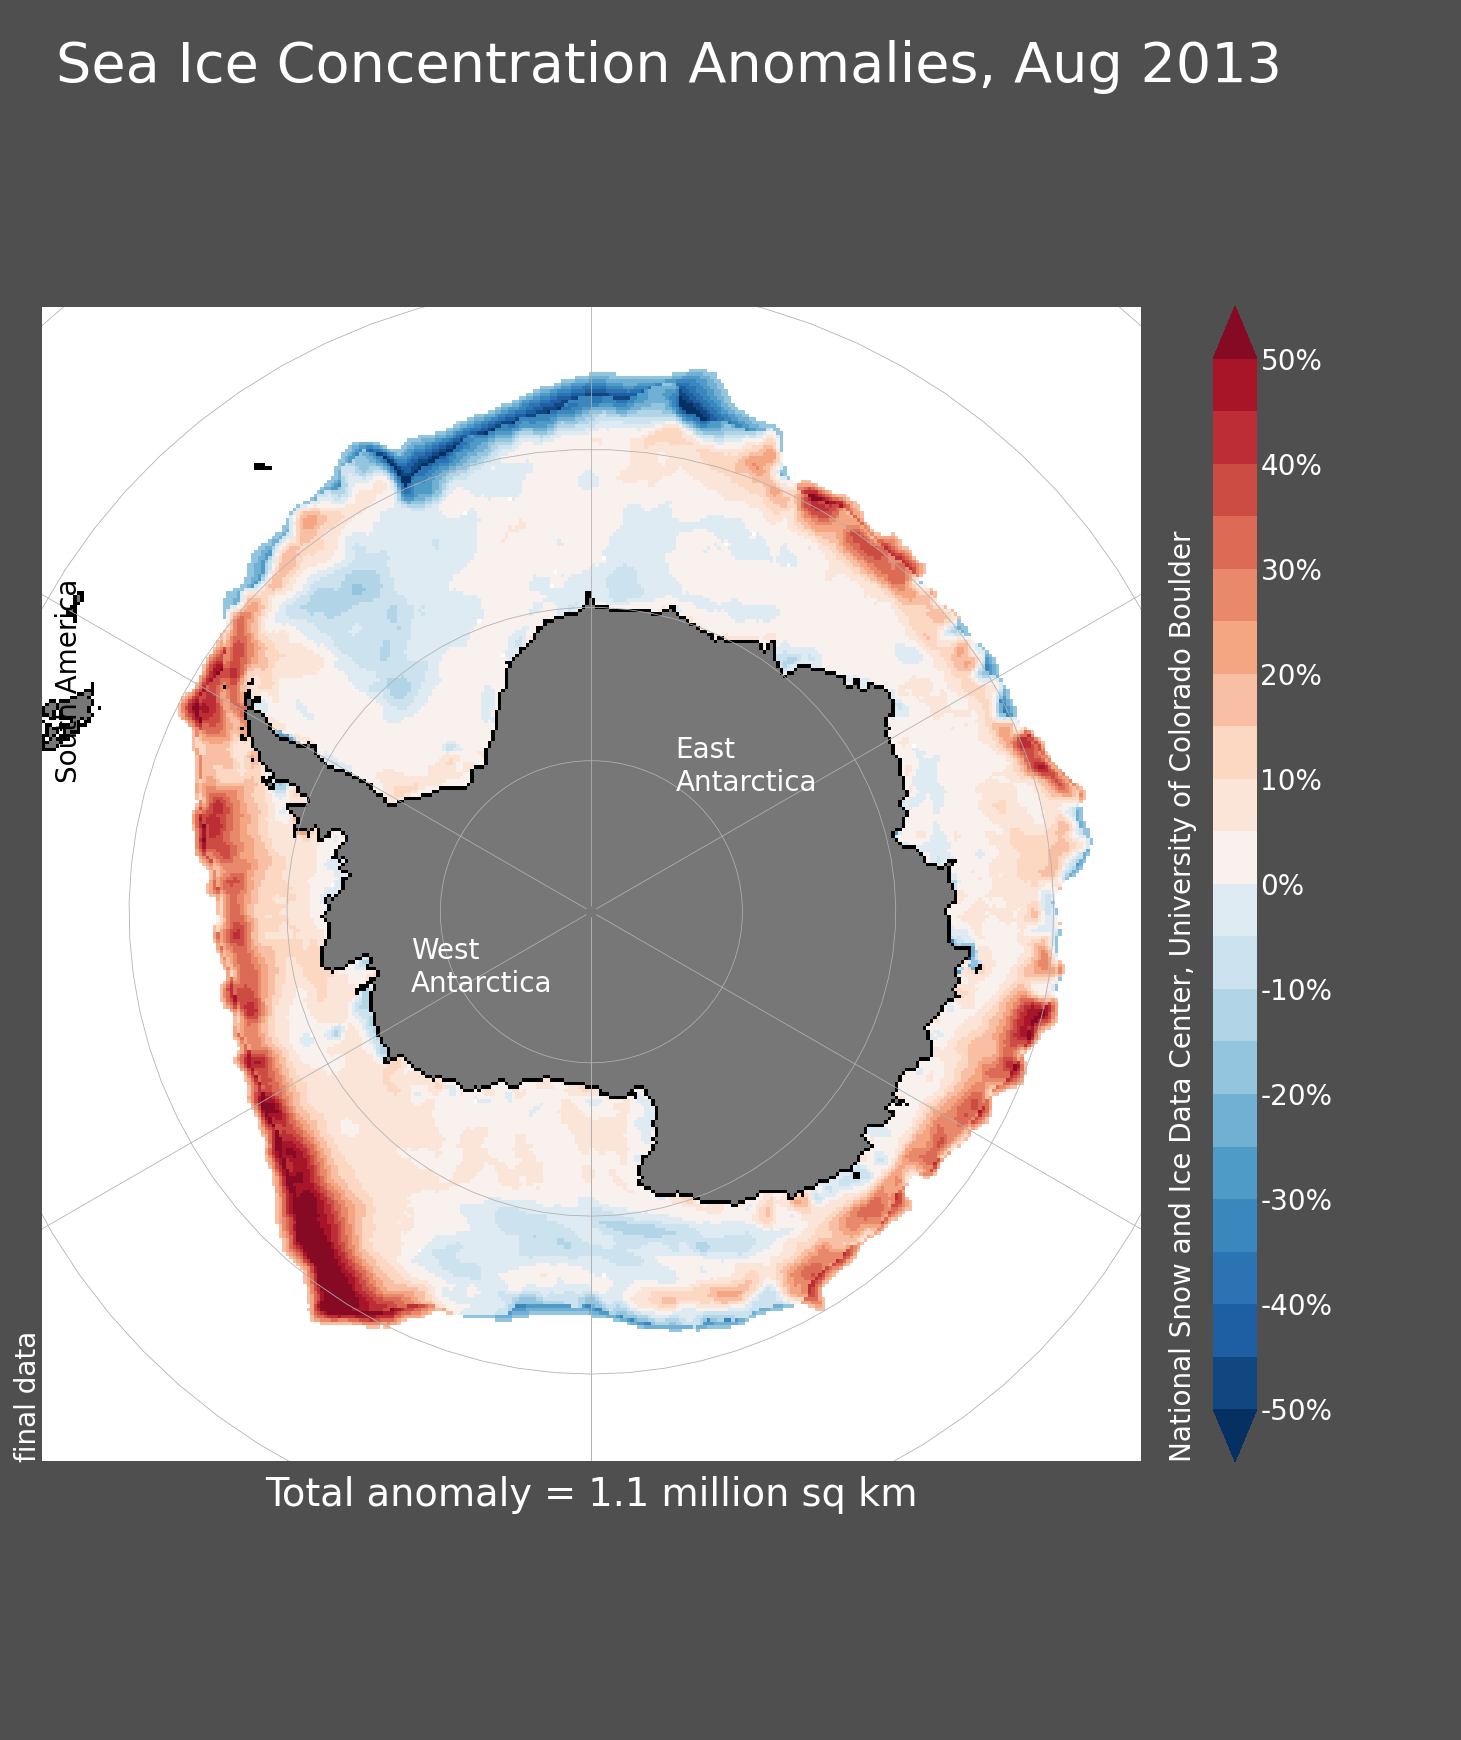 Sea Ice Concentration Anomalies, Aug 2013
South America
East
Antarctica
West
Antarctica
final data
National Snow and Ice Data Center, University of Colorado Boulder
50%
40%
30%
20%
10%
0%
-10%
-20%
-30%
-40%
-50%
Total anomaly = 1.1 million sq km